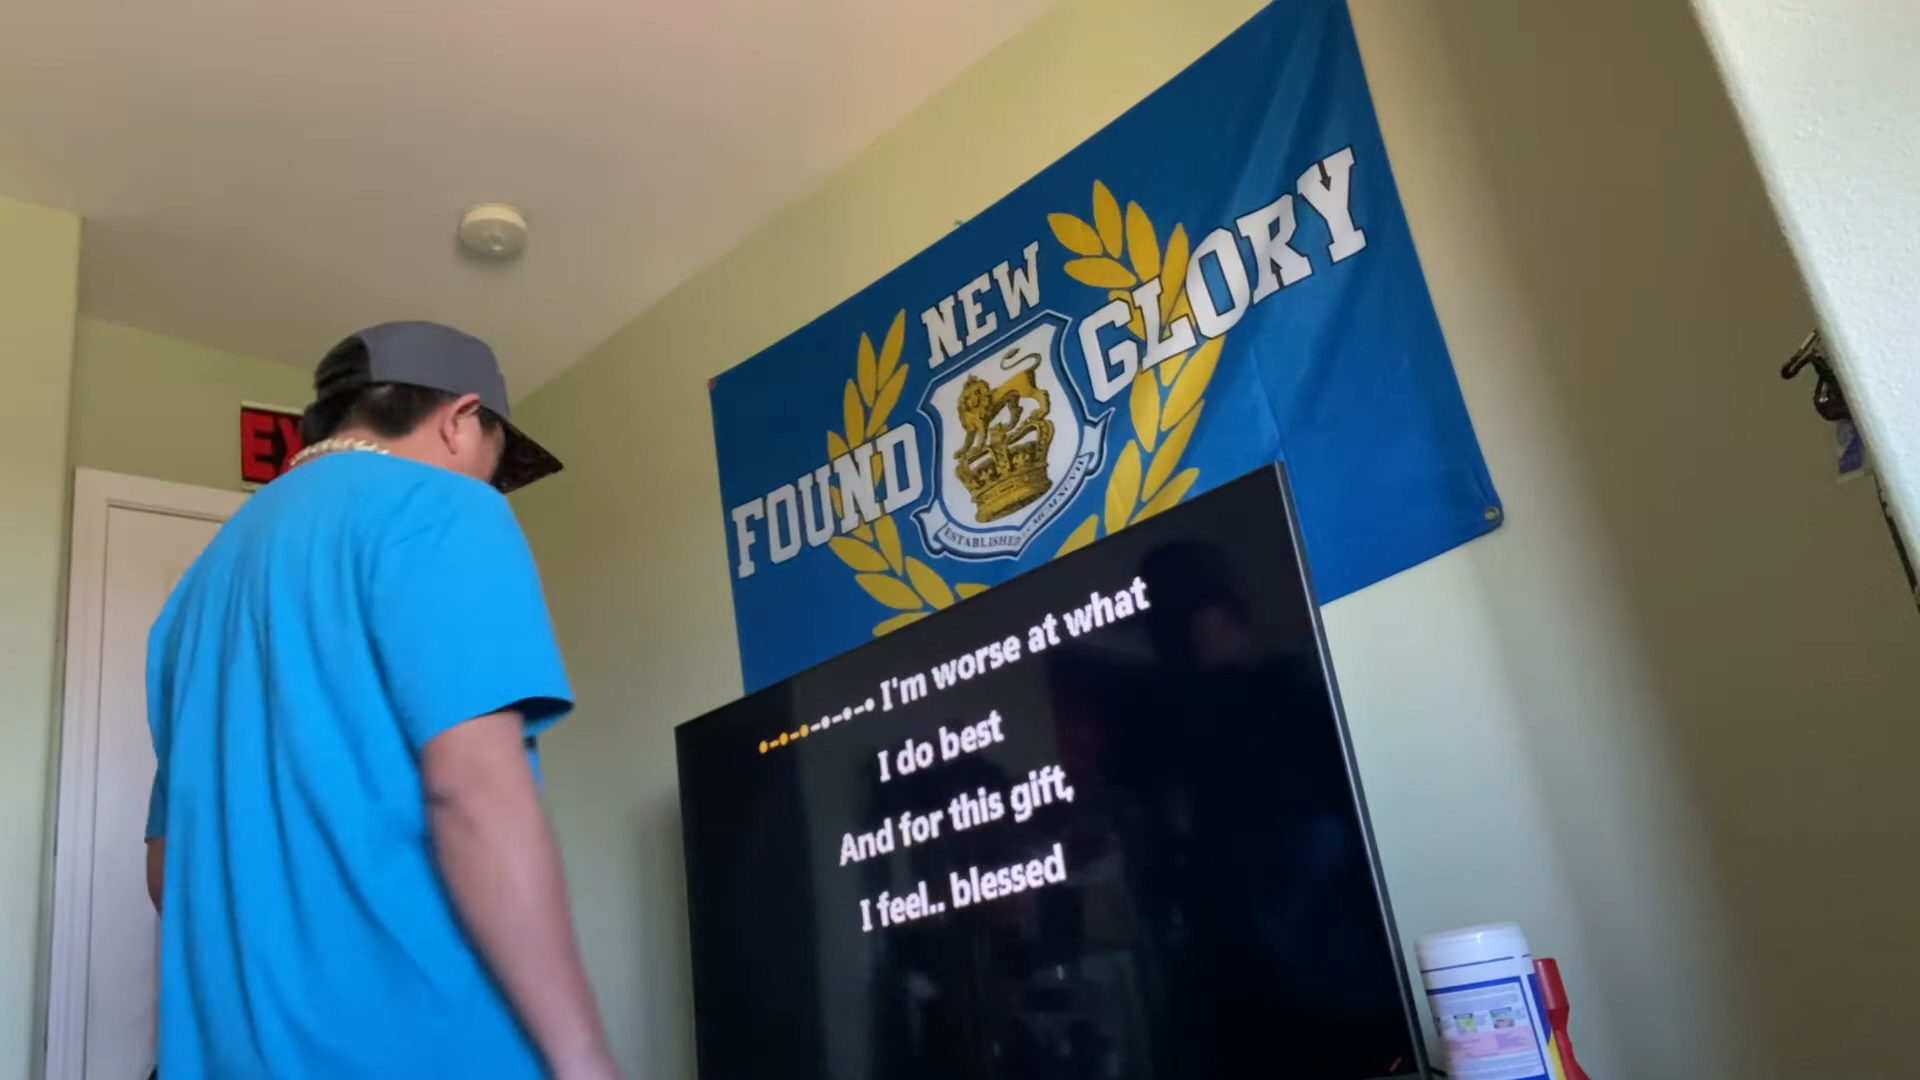 EX
NEW
FOUND GLORY
ESTABLISHED
I'm worse at what
I do best
And for this gift,
I feel.. blessed